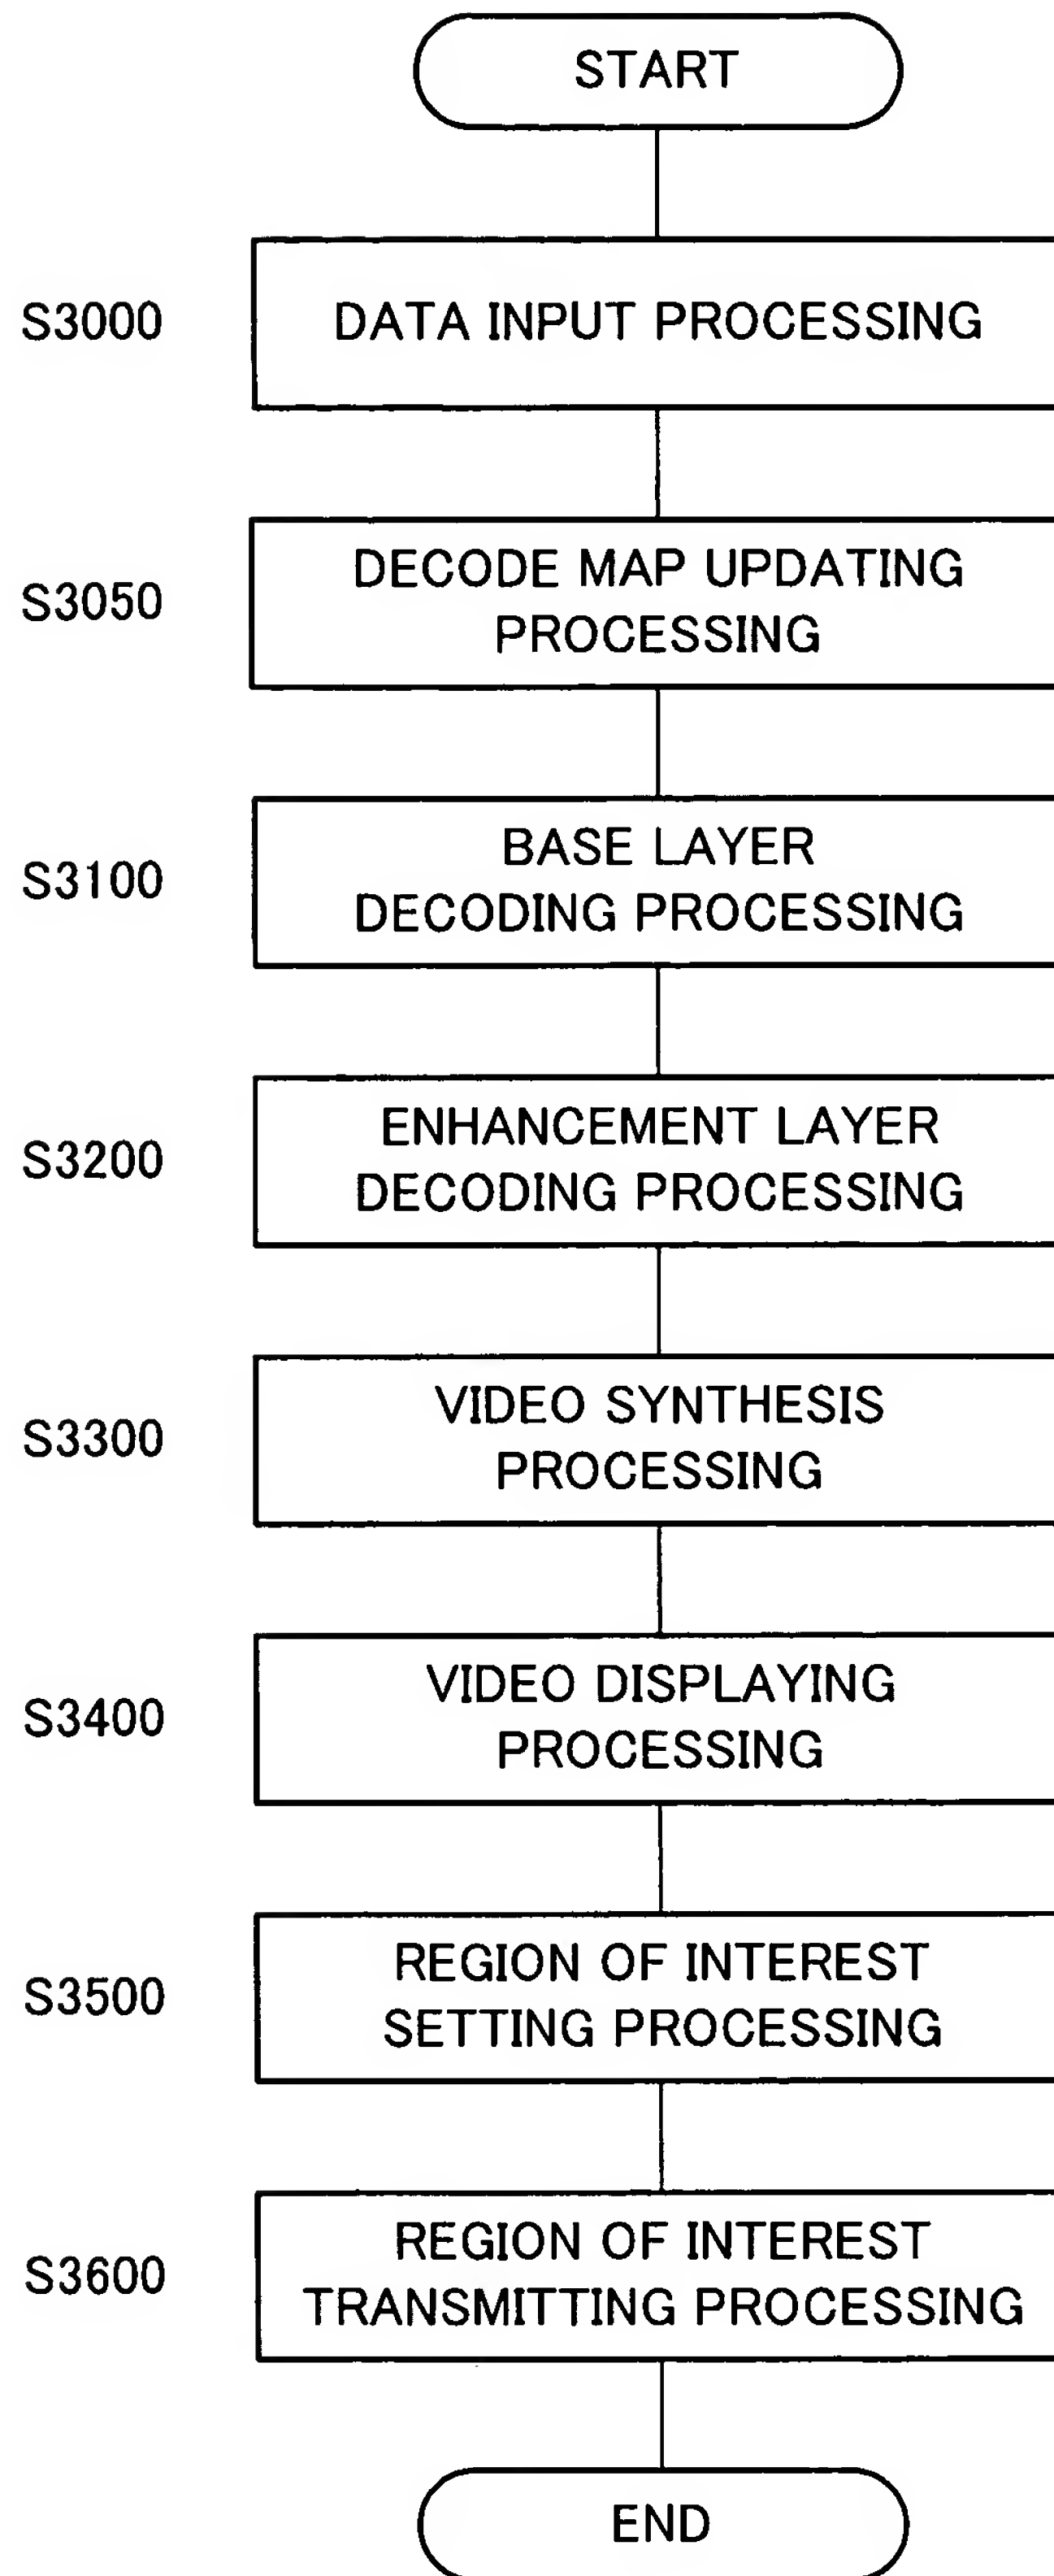 START
S3000
DATA INPUT PROCESSING
S3050
DECODE MAP UPDATING
PROCESSING
S3100
BASE LAYER
DECODING PROCESSING
S3200
ENHANCEMENT LAYER
DECODING PROCESSING
S3300
VIDEO SYNTHESIS
PROCESSING
S3400
VIDEO DISPLAYING
PROCESSING
S3500
REGION OF INTEREST
SETTING PROCESSING
S3600
REGION OF INTEREST
TRANSMITTING PROCESSING
END